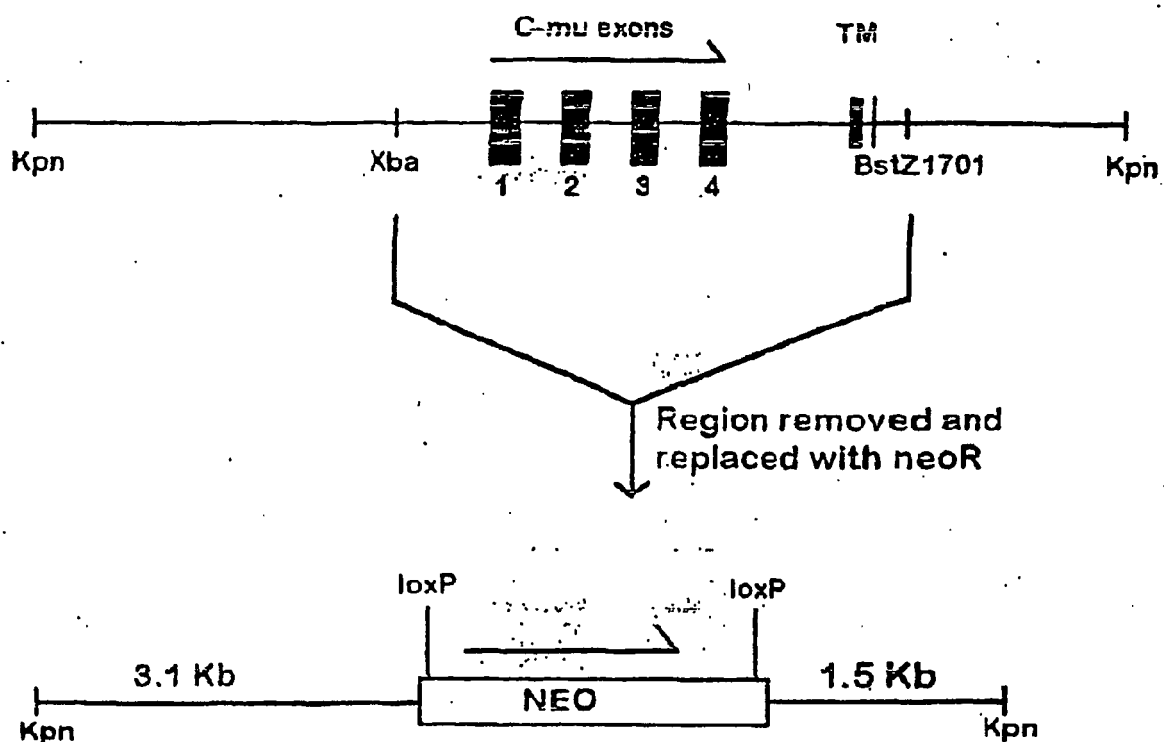 C-mu exons TM
Kpn Xba 1 2 3 4 BstZ1701 Kpn
Region removed and
replaced with neoR
loxP loxP
3.1 Kb NEO 1.5 Kb
Kpn Kpn